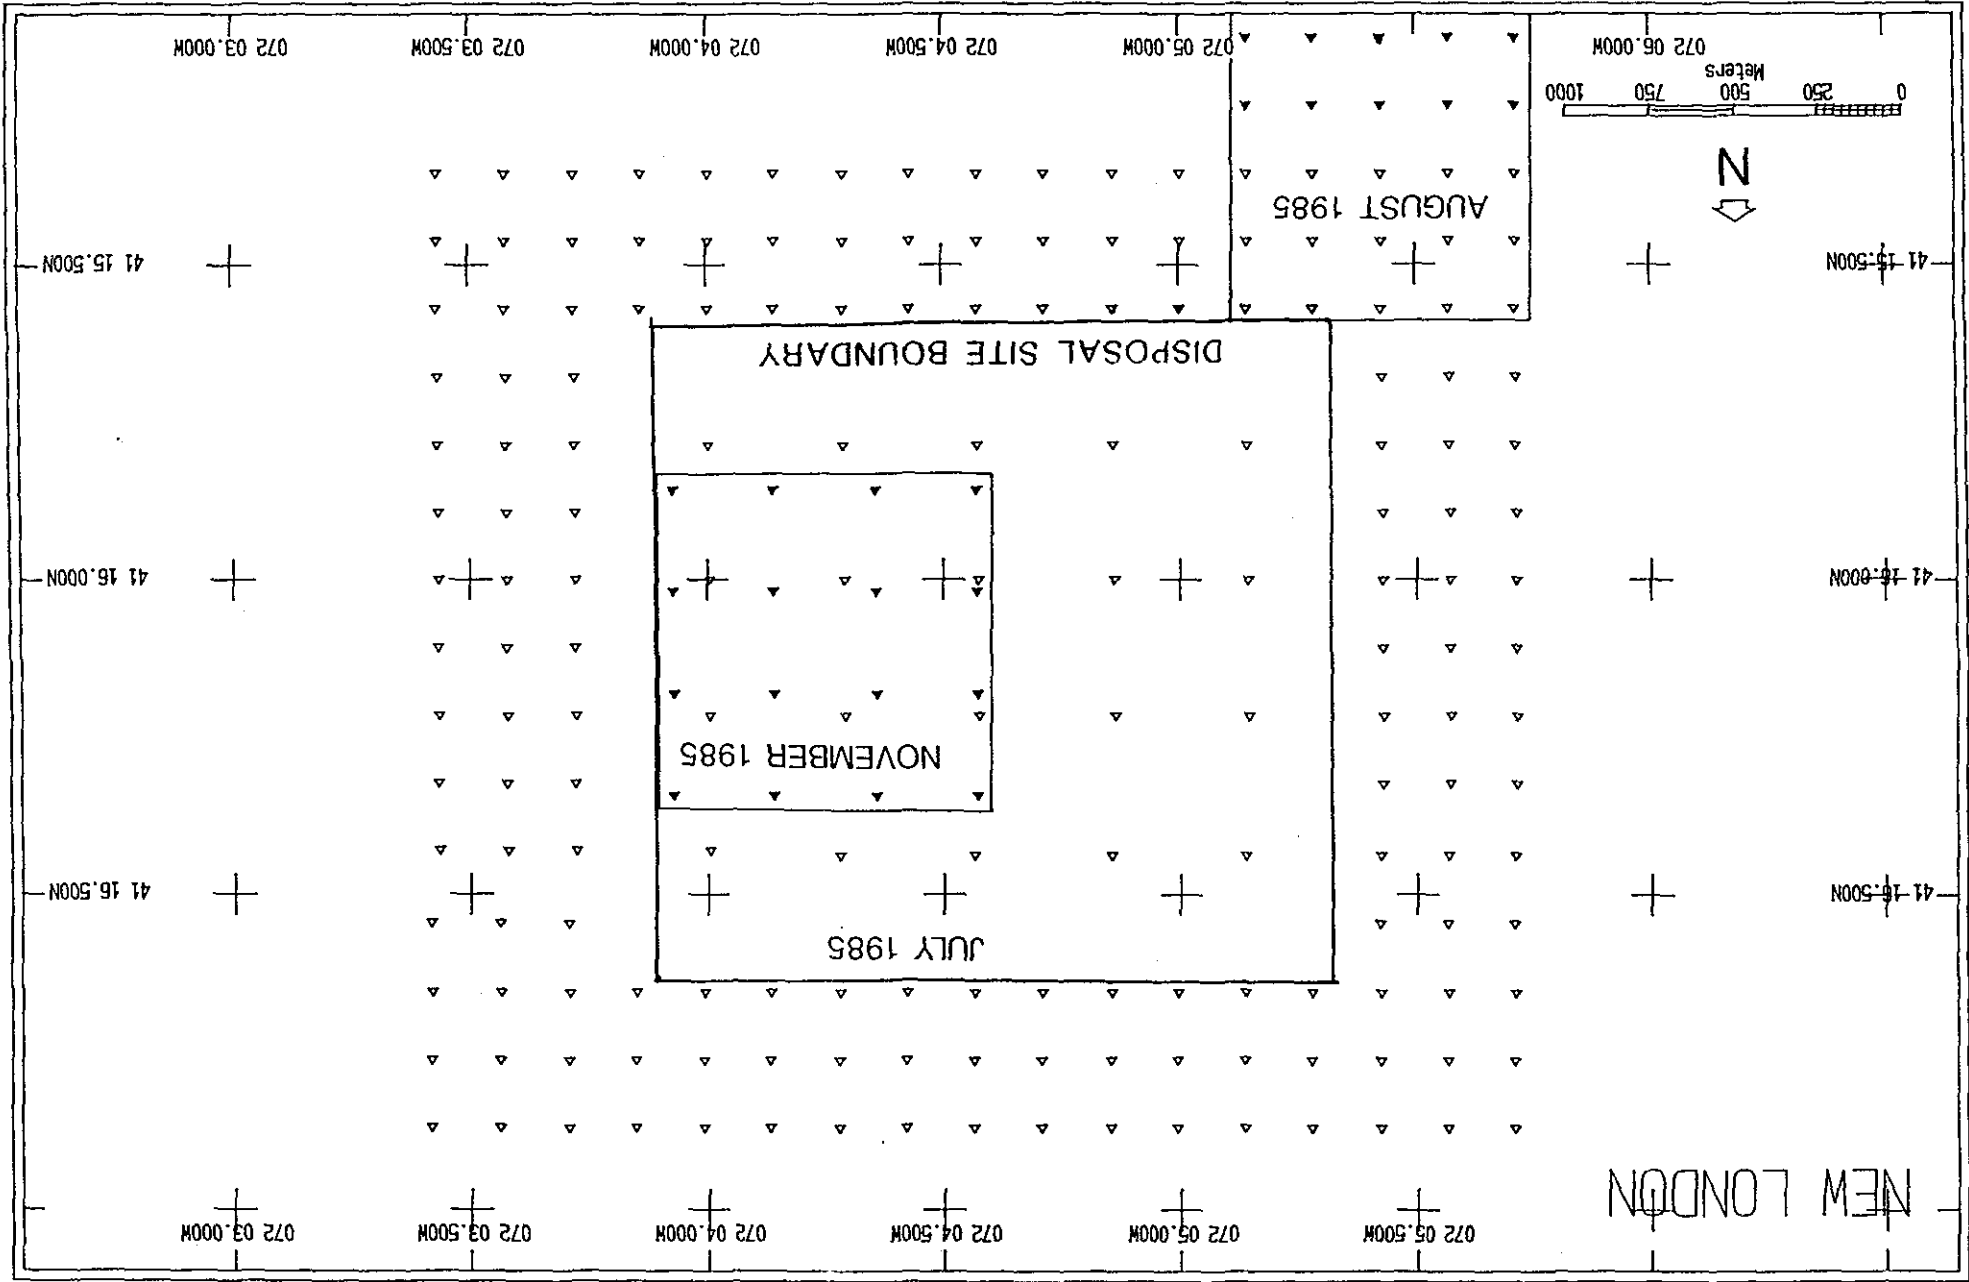 NEW LONDON
072 05.500W 072 05.000W 072 04.500W 072 04.000W 072 03.500W 072 03.000W
JULY 1985
41 16.500N 41 16.500N
NOVEMBER 1985
41 16.000N 41 16.000N
DISPOSAL SITE BOUNDARY
41 15.500N 41 15.500N
AUGUST 1985
N
0 250 500 750 1000
Meters
072 06.000W 072 05.000W 072 04.500W 072 04.000W 072 03.500W 072 03.000W